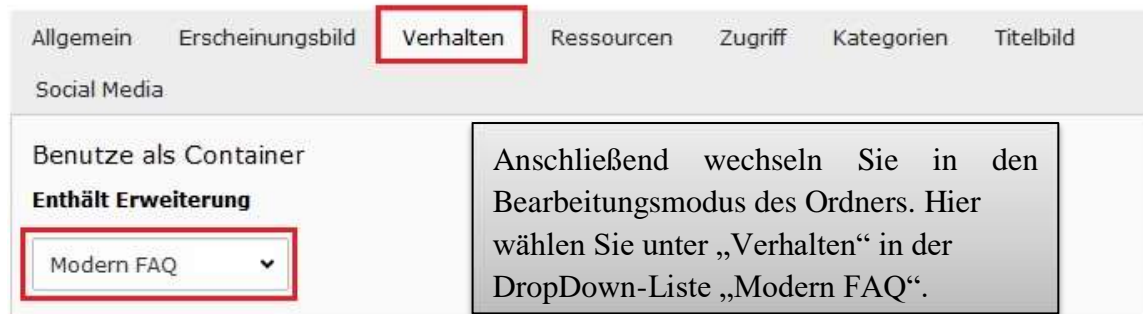 Allgemein Erscheinungsbild Verhalten Ressourcen Zugriff Kategorien Titelbild
Social Media
Benutze als Container
Enthält Erweiterung
Modern FAQ
Anschließend wechseln Sie in den
Bearbeitungsmodus des Ordners. Hier
wählen Sie unter „Verhalten“ in der
DropDown-Liste „Modern FAQ“.